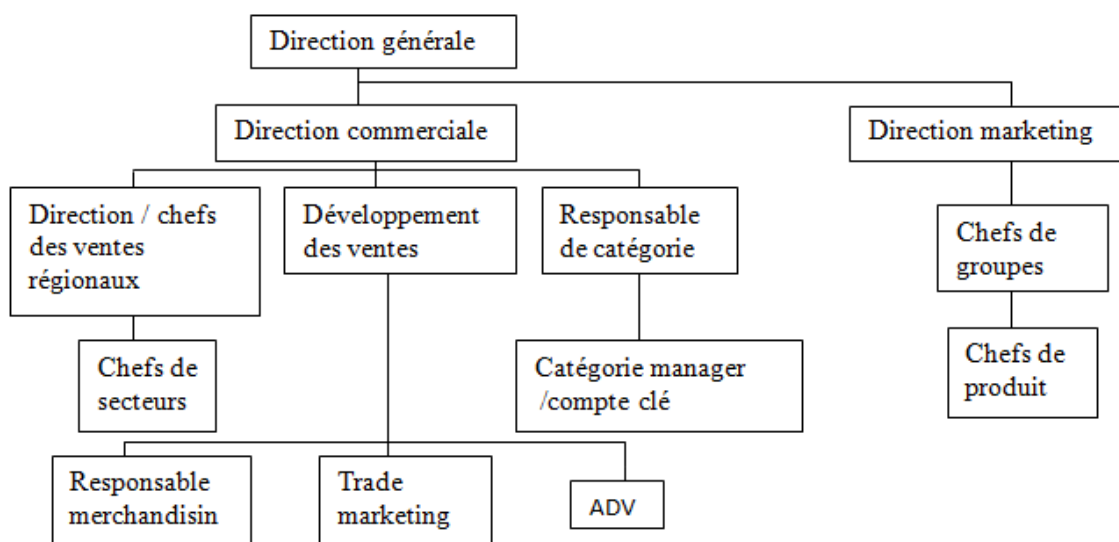 Direction générale
Direction commerciale
Direction marketing
Direction / chefs
des ventes
régionaux
Développement
des ventes
Responsable
de catégorie
Chefs de
groupes
Chefs de
secteurs
Catégorie manager
/compte clé
Chefs de
produit
Responsable
merchandisin
Trade
marketing
ADV